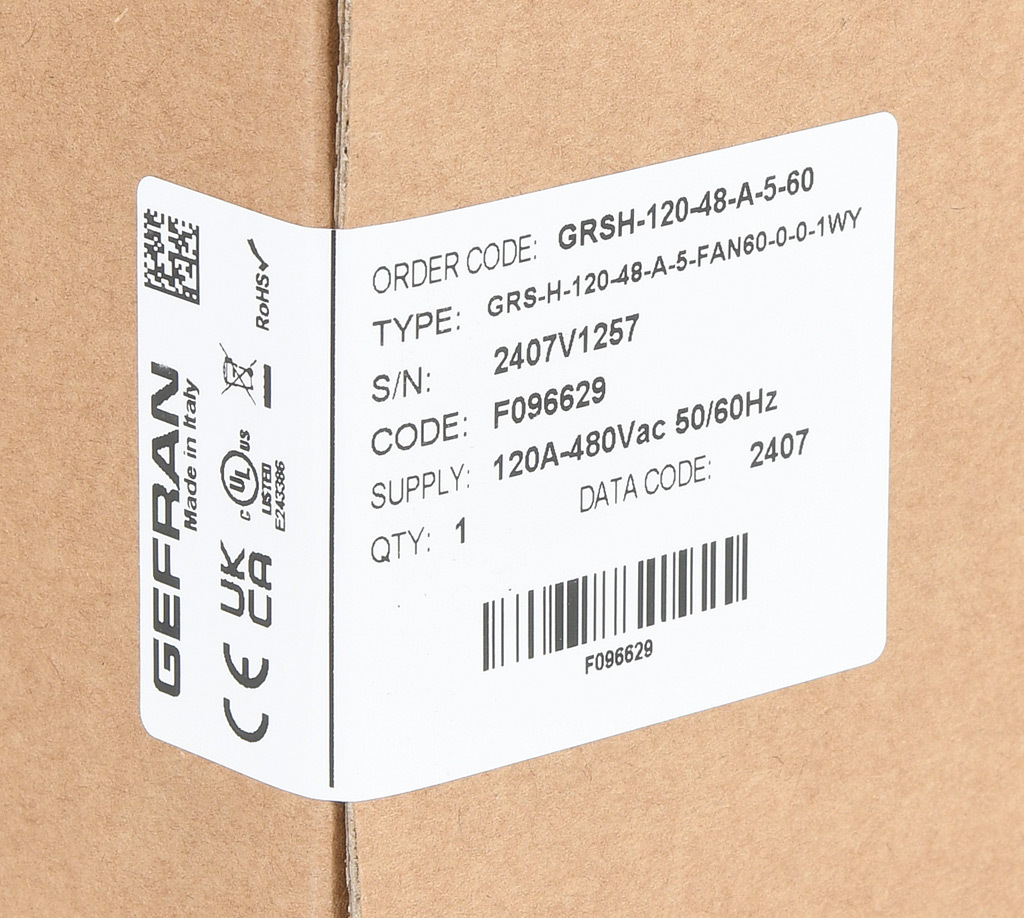 ORDER CODE: GRSH-120-48-A-5-60
TYPE: GRS-H-120-48-A-5-FAN60-0-0-1WY
S/N: 2407V1257
CODE: F096629
SUPPLY: 120A-480Vac 50/60Hz
QTY: 1 DATA CODE: 2407
F096629
GEFRAN
Made in Italy
CE UK CA
C UL US
LISTED
E243386
RoHS